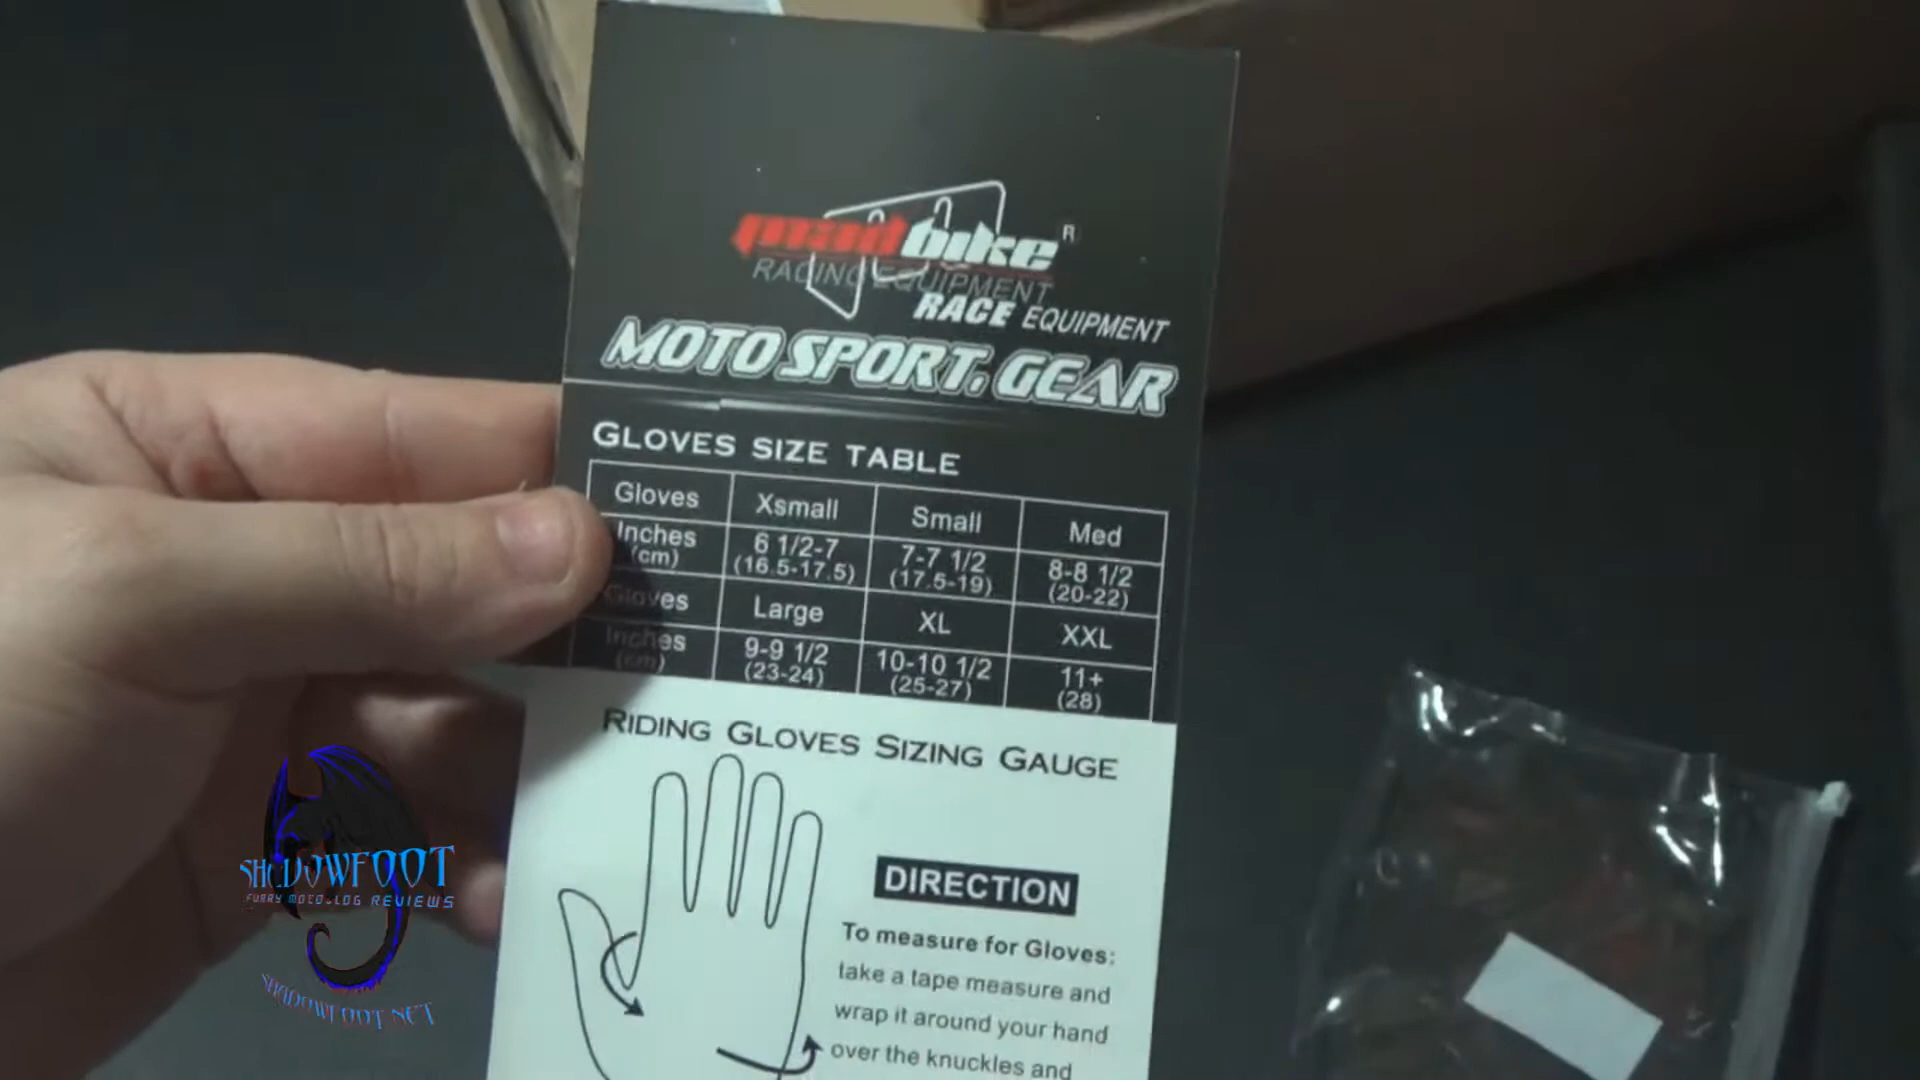 madbike R
RACING EQUIPMENT
RACE EQUIPMENT
MOTO SPORT. GEAR
GLOVES SIZE TABLE
Gloves Xsmall Small Med
Inches 6 1/2-7 7-7 1/2 8-8 1/2
(cm) (16.5-17.5) (17.5-19) (20-22)
Gloves Large XL XXL
Inches 9-9 1/2 10-10 1/2 11+
(cm) (23-24) (25-27) (28)
RIDING GLOVES SIZING GAUGE
DIRECTION
To measure for Gloves:
take a tape measure and
wrap it around your hand
over the knuckles and
SHADOWFOOT
FURRY MOTOVLOG REVIEWS
SHADOWFOOT.NET